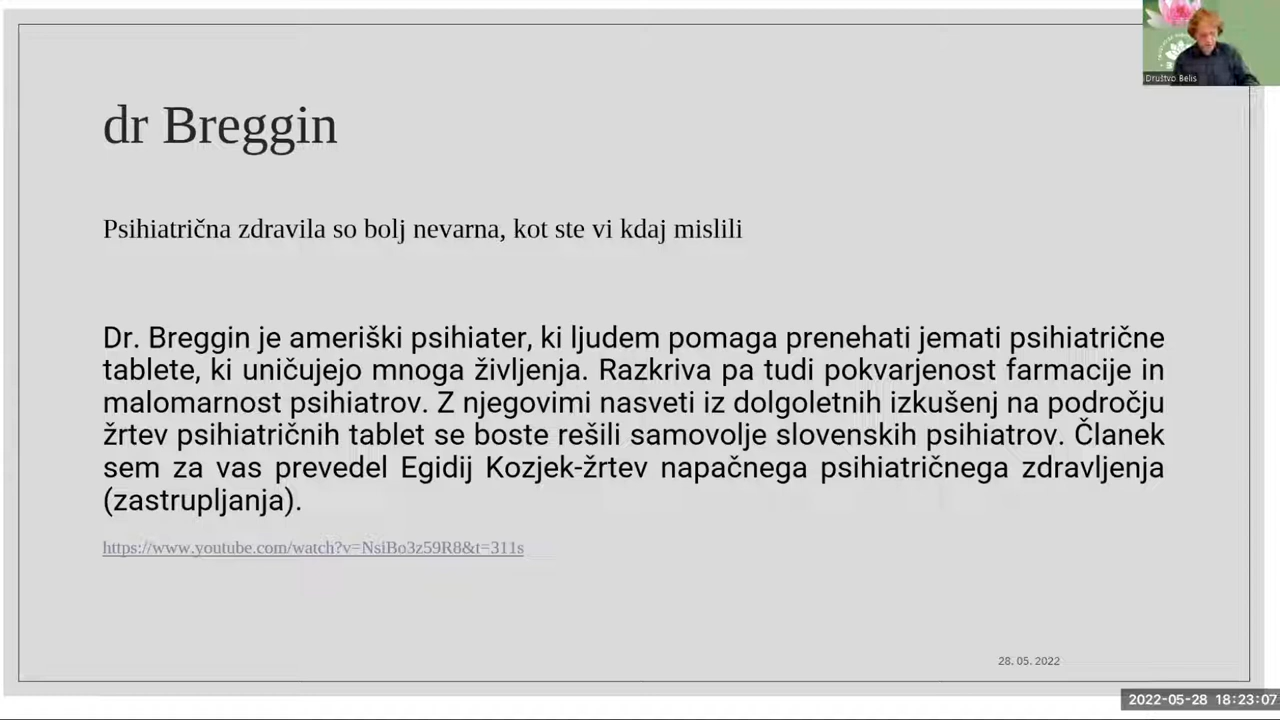 Društvo Belis
dr Breggin
Psihiatrična zdravila so bolj nevarna, kot ste vi kdaj mislili
Dr. Breggin je ameriški psihiater, ki ljudem pomaga prenehati jemati psihiatrične
tablete, ki uničujejo mnoga življenja. Razkriva pa tudi pokvarjenost farmacije in
malomarnost psihiatrov. Z njegovimi nasveti iz dolgoletnih izkušenj na področju
žrtev psihiatričnih tablet se boste rešili samovolje slovenskih psihiatrov. Članek
sem za vas prevedel Egidij Kozjek-žrtev napačnega psihiatričnega zdravljenja
(zastrupljanja).
https://www.youtube.com/watch?v=NsiBo3z59R8&t=311s
28. 05. 2022
2022-05-28 18:23:07